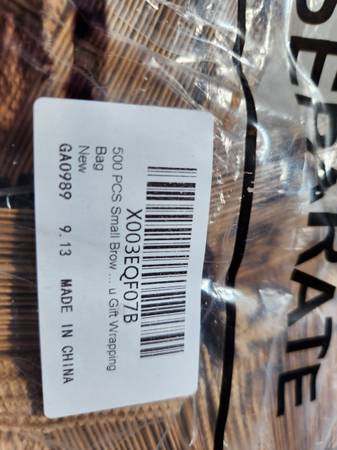 SEPARATE
X003EQF07B
500 PCS Small Brow ... u Gift Wrapping
Bag
New
GA0989 9.13 MADE IN CHINA